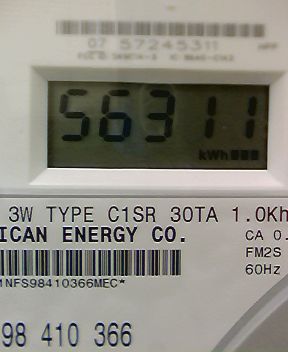 07 57245311
56311
kWh
3W TYPE C1SR 30TA 1.0Kh
ICAN ENERGY CO.
CA 0.
FM2S
60Hz
NFS98410366MEC*
98 410 366